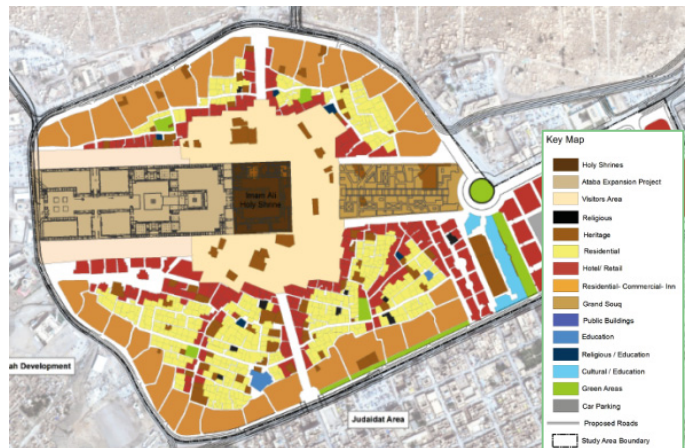 Imam Ali
Holy Shrine
ah Development
Judaidat Area
Key Map
Holy Shrines
Ataba Expansion Project
Visitors Area
Religious
Heritage
Residential
Hotel/ Retail
Residential- Commercial- Inn
Grand Souq
Public Buildings
Education
Religious / Education
Cultural / Education
Green Areas
Car Parking
Proposed Roads
Study Area Boundary